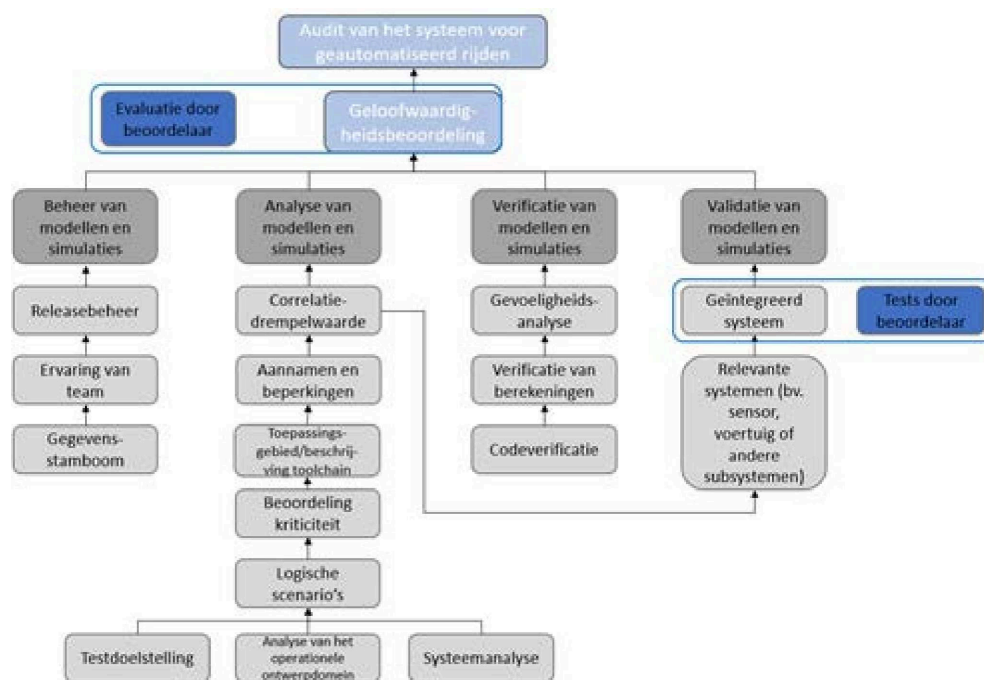 Audit van het systeem voor
geautomatiseerd rijden
Evaluatie door
beoordelaar
Geloofwaardig-
heidsbeoordeling
Beheer van
modellen en
simulaties
Analyse van
modellen en
simulaties
Verificatie van
modellen en
simulaties
Validatie van
modellen en
simulaties
Releasebeheer
Correlatie-
drempelwaarde
Gevoeligheids-
analyse
Geïntegreerd
systeem
Tests door
beoordelaar
Ervaring van
team
Aannamen en
beperkingen
Verificatie van
berekeningen
Relevante
systemen (bv.
sensor,
voertuig of
andere
subsystemen)
Gegevens-
stamboom
Toepassings-
gebied/beschrij-
ving toolchain
Codeverificatie
Beoordeling
kriticiteit
Logische
scenario's
Testdoelstelling
Analyse van het
operationele
ontwerpdomein
Systeemanalyse